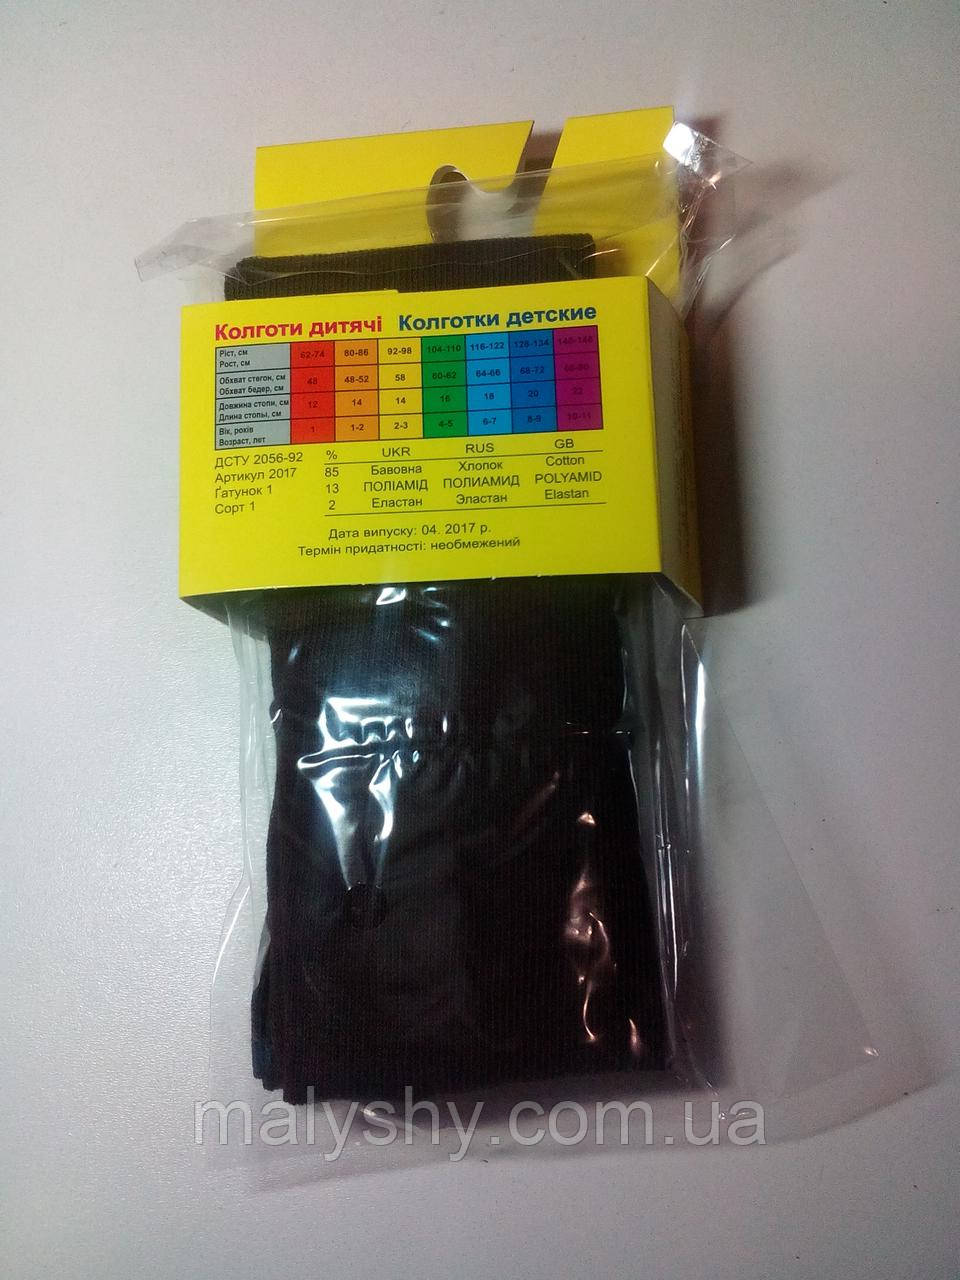 Колготи дитячі Колготки детские
Ріст, см 62-74 80-86 92-98 104-110 116-122 128-134 140-146
Рост, см
Обхват стегон, см 48 48-52 58 60-62 64-66 68-72
Обхват бедер, см
Довжина стопи, см 12 14 14 16 18 20 22
Длина стопы, см
Вік, років 1 1-2 2-3 4-5 6-7 8-9 10-11
Возраст, лет
ДСТУ 2056-92 % UKR RUS GB
Артикул 2017 85 Бавовна Хлопок Cotton
Ґатунок 1 13 ПОЛІАМІД ПОЛИАМИД POLYAMID
Сорт 1 2 Еластан Эластан Elastan
Дата випуску: 04. 2017 р.
Термін придатності: необмежений
malyshy.com.ua